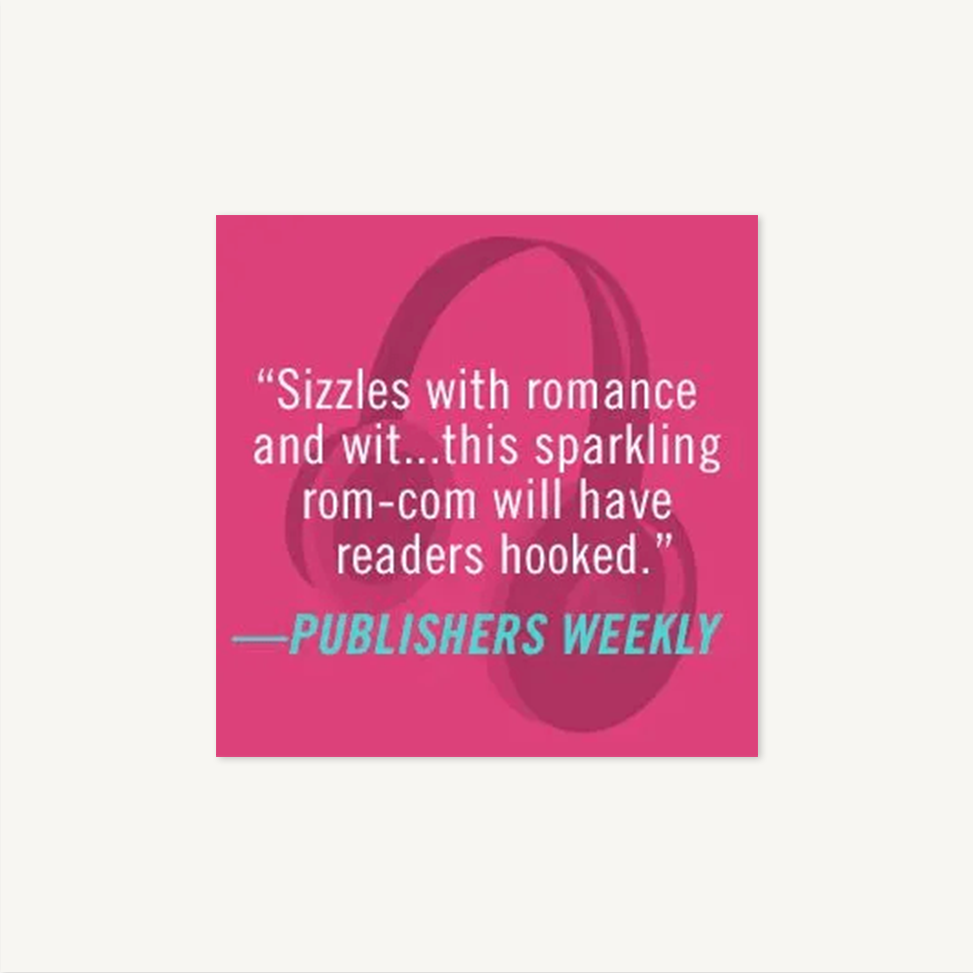 “Sizzles with romance
and wit...this sparkling
rom-com will have
readers hooked.”
—PUBLISHERS WEEKLY